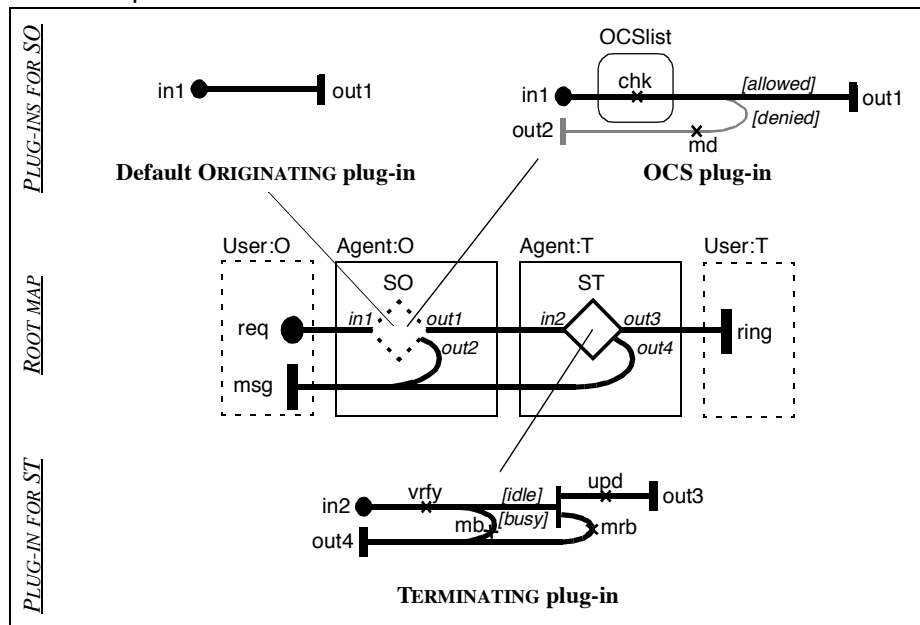 PLUG-INS FOR SO
OCSlist
in1
out1
in1
chk
[allowed]
out1
[denied]
out2
md
Default ORIGINATING plug-in
OCS plug-in
ROOT MAP
User:O
Agent:O
Agent:T
User:T
SO
ST
req
in1
out1
in2
out3
ring
out2
out4
msg
PLUG-IN FOR ST
vrfy
[idle]
upd
in2
out3
[busy]
mb
mrb
out4
TERMINATING plug-in